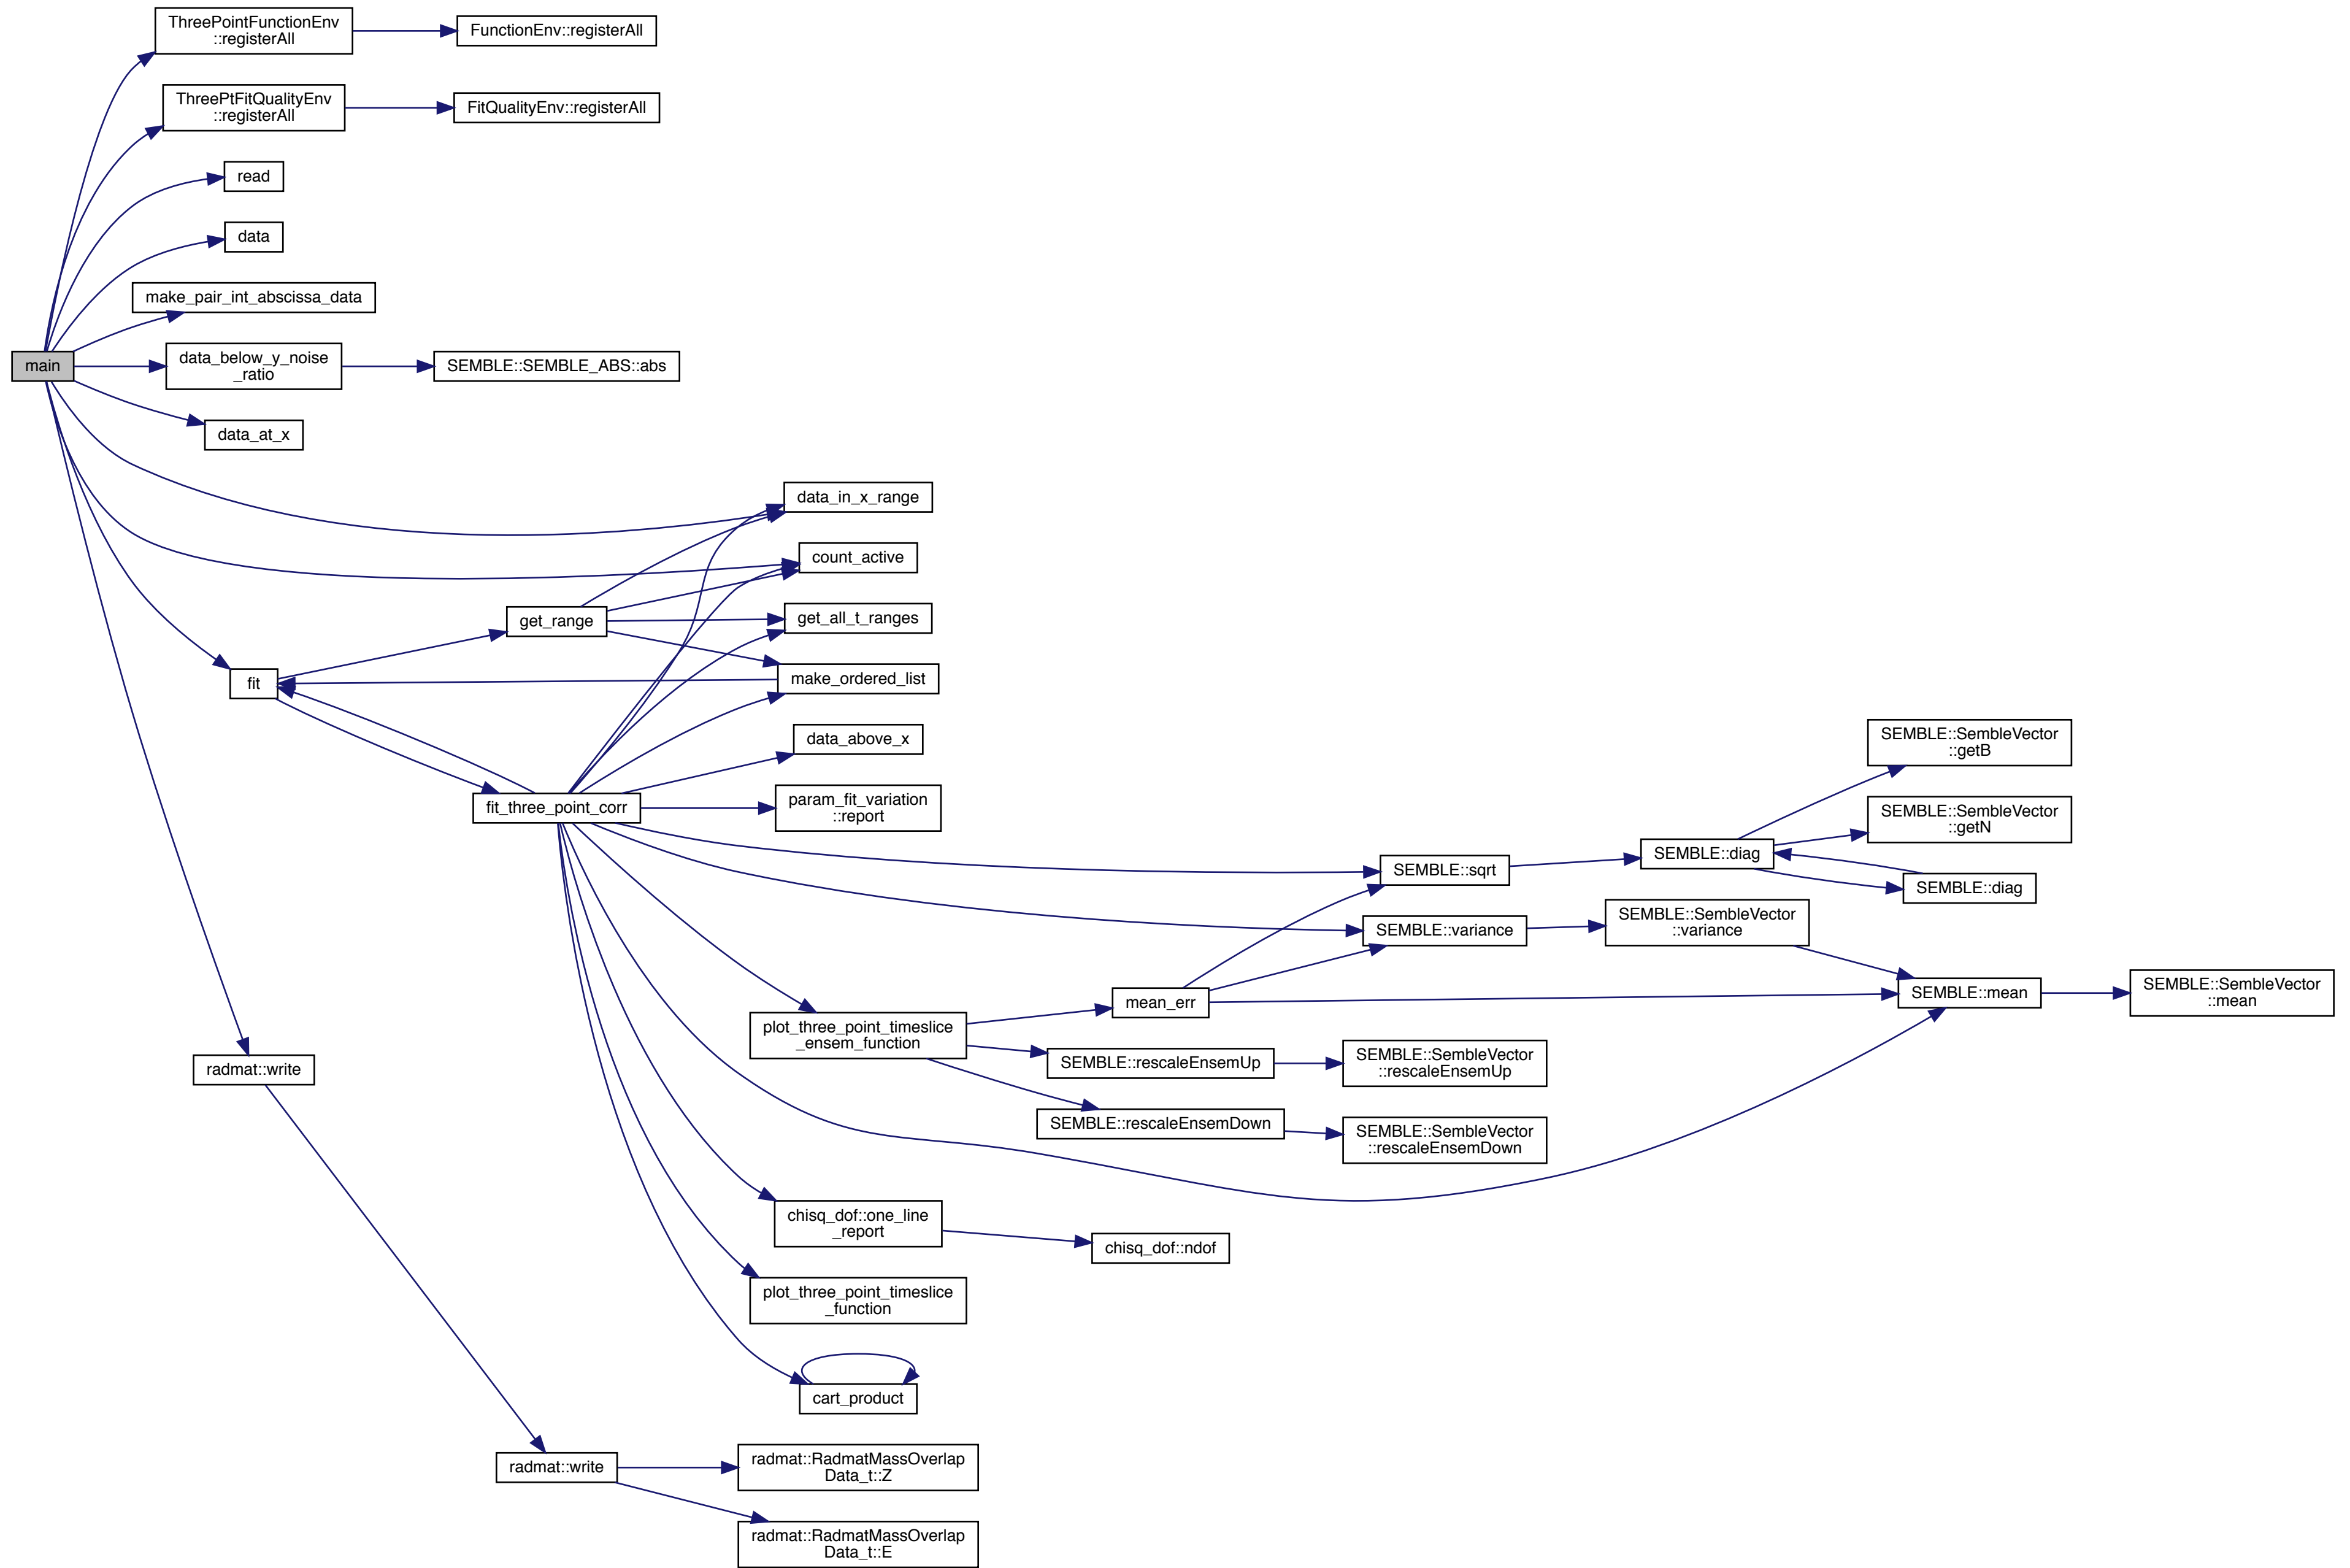 ThreePointFunctionEnv
::registerAll
FunctionEnv::registerAll
ThreePtFitQualityEnv
::registerAll
FitQualityEnv::registerAll
read
data
make_pair_int_abscissa_data
main
data_below_y_noise
_ratio
SEMBLE::SEMBLE_ABS::abs
data_at_x
data_in_x_range
count_active
get_range
get_all_t_ranges
fit
make_ordered_list
data_above_x
fit_three_point_corr
param_fit_variation
::report
SEMBLE::SembleVector
::getB
SEMBLE::SembleVector
::getN
SEMBLE::diag
SEMBLE::sqrt
SEMBLE::diag
SEMBLE::variance
SEMBLE::SembleVector
::variance
mean_err
SEMBLE::mean
SEMBLE::SembleVector
::mean
plot_three_point_timeslice
_ensem_function
SEMBLE::rescaleEnsemUp
SEMBLE::SembleVector
::rescaleEnsemUp
radmat::write
SEMBLE::rescaleEnsemDown
SEMBLE::SembleVector
::rescaleEnsemDown
chisq_dof::one_line
_report
chisq_dof::ndof
plot_three_point_timeslice
_function
cart_product
radmat::write
radmat::RadmatMassOverlap
Data_t::Z
radmat::RadmatMassOverlap
Data_t::E